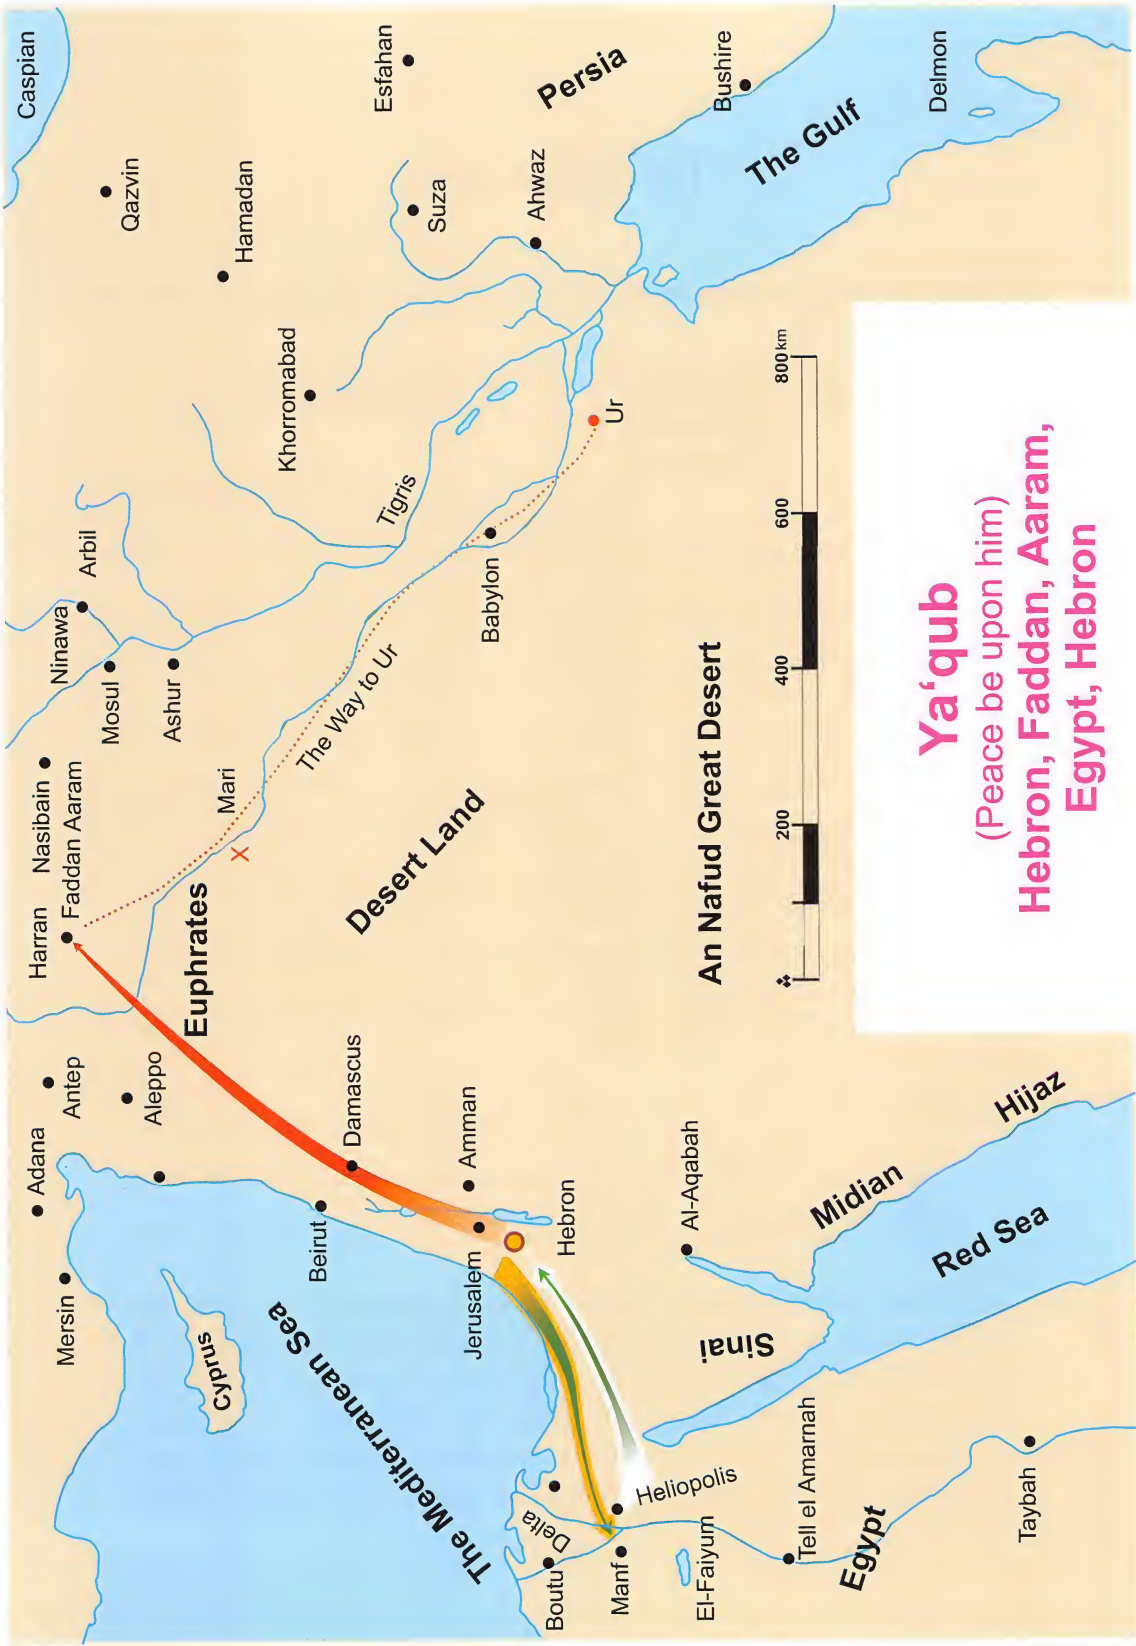 Caspian
Qazvin
Hamadan
Esfahan
Persia
Bushire
Delmon
The Gulf
Suza
Ahwaz
Khorromabad
Arbil
Ninawa
Mosul
Ashur
Tigris
Babylon
Ur
The Way to Ur
Nasibain
Faddan Aaram
Harran
Mari
X
Euphrates
Desert Land
An Nafud Great Desert
Antep
Aleppo
Adana
Mersin
Cyprus
The Mediterranean Sea
Beirut
Damascus
Amman
Jerusalem
Hebron
Al-Aqabah
Midian
Hijaz
Red Sea
Sinai
Delta
Boutu
Manf
Heliopolis
El-Faiyum
Tell el Amarnah
Egypt
Taybah
200
400
600
800km
Ya‘qub
(Peace be upon him)
Hebron, Faddan, Aaram,
Egypt, Hebron